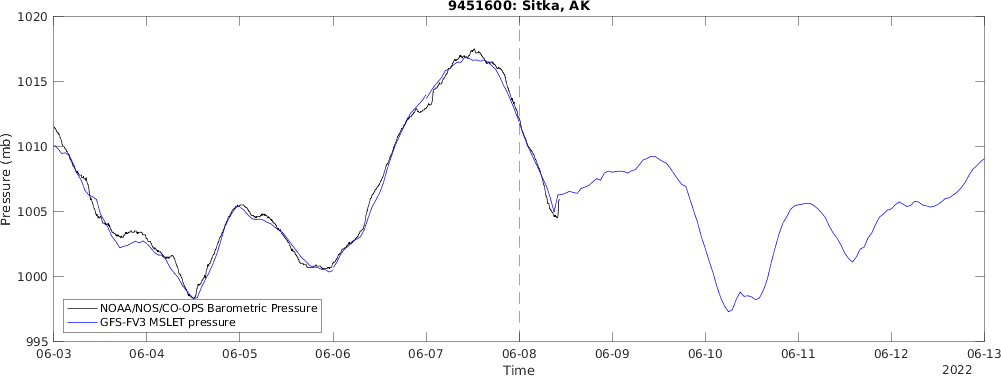 9451600: Sitka, AK
Pressure (mb)
1020
1015
1010
1005
1000
995
NOAA/NOS/CO-OPS Barometric Pressure
GFS-FV3 MSLET pressure
06-03 06-04 06-05 06-06 06-07 06-08 06-09 06-10 06-11 06-12 06-13
Time
2022